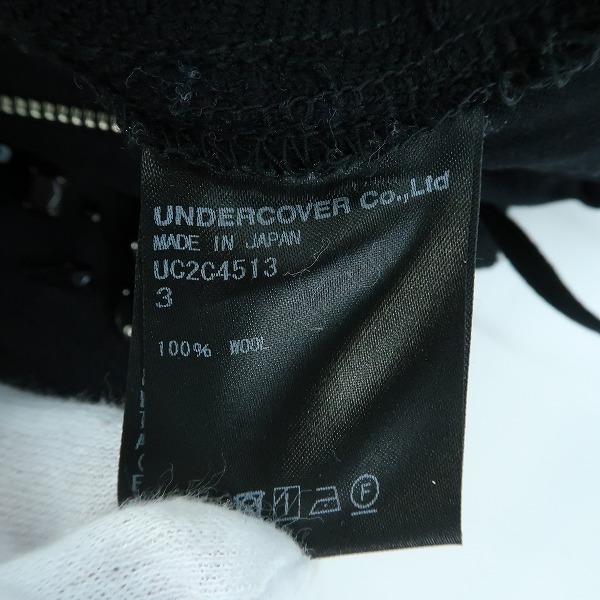 UNDERCOVER Co.,Ltd
MADE IN JAPAN
UC2C4513
3
100% WOOL
F